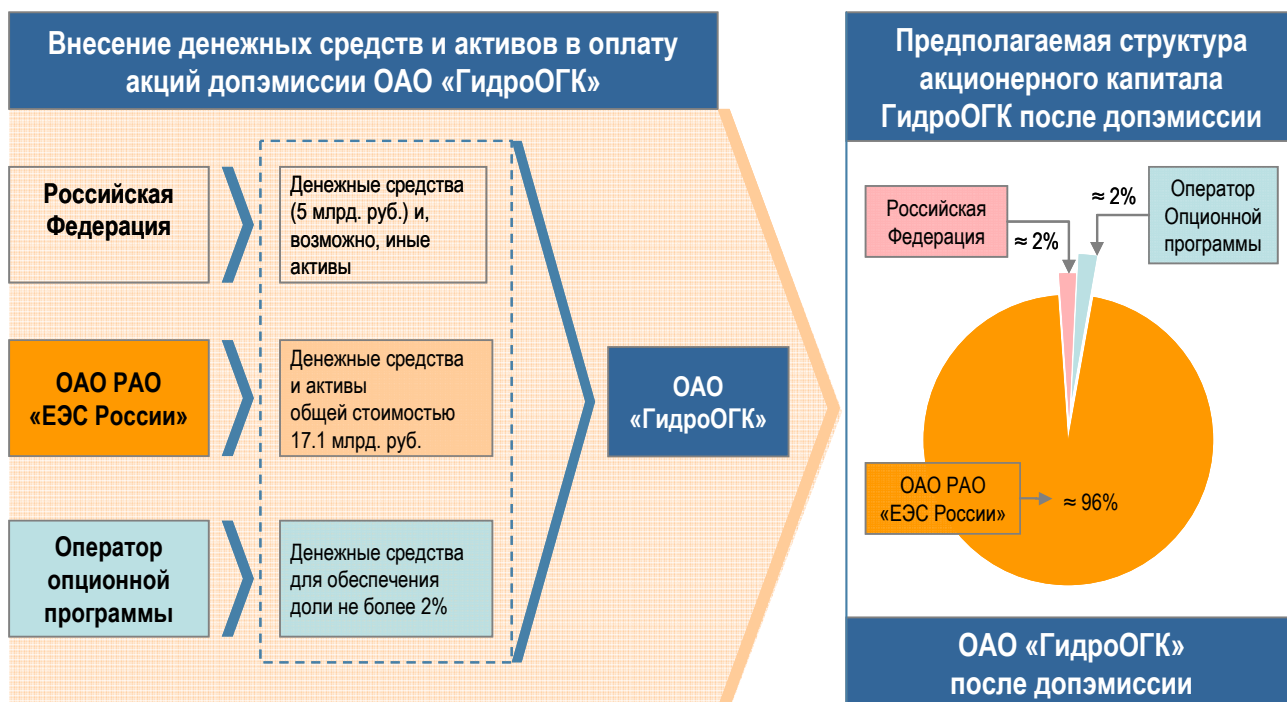 Внесение денежных средств и активов в оплату
акций допэмиссии ОАО «ГидроОГК»
Российская
Федерация
Денежные средства
(5 млрд. руб.) и,
возможно, иные
активы
ОАО РАО
«ЕЭС России»
Денежные средства
и активы
общей стоимостью
17.1 млрд. руб.
Оператор
опционной
программы
Денежные средства
для обеспечения
доли не более 2%
ОАО
«ГидроОГК»
Предполагаемая структура
акционерного капитала
ГидроОГК после допэмиссии
Российская
Федерация
≈ 2%
≈ 2%
Оператор
Опционной
программы
ОАО РАО
«ЕЭС России»
≈ 96%
ОАО «ГидроОГК»
после допэмиссии